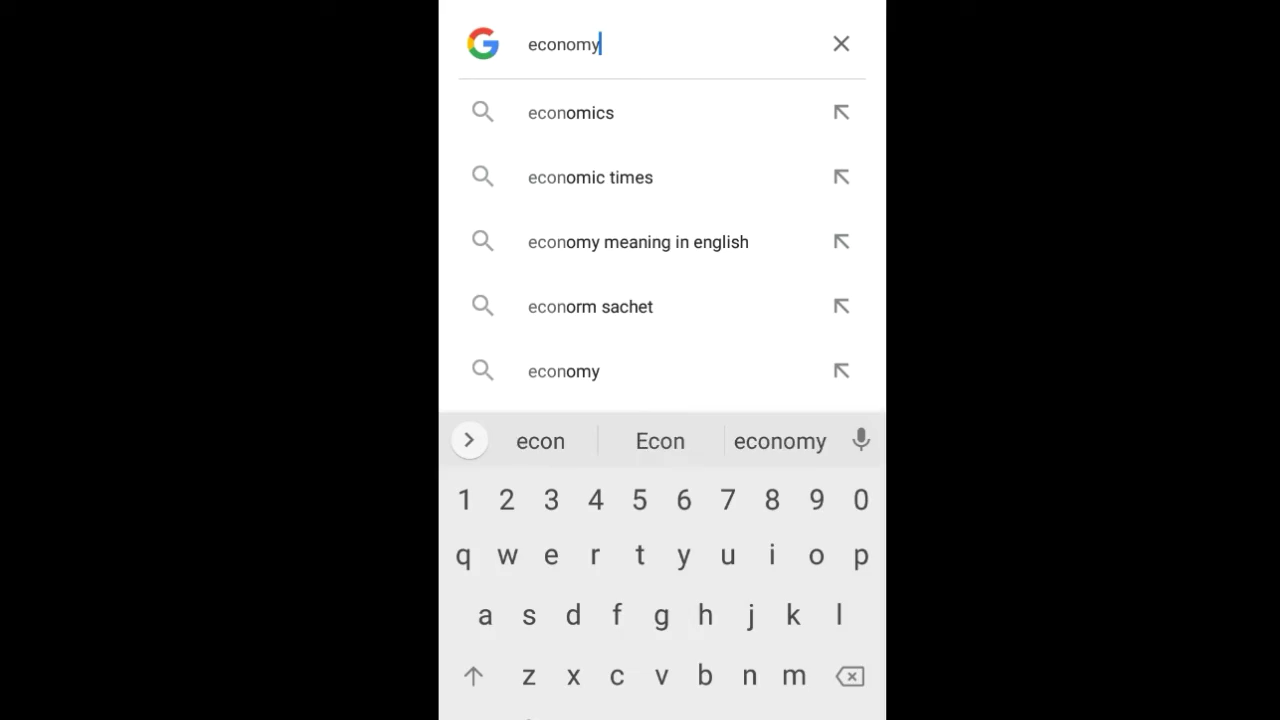 economy
economics
economic times
economy meaning in english
econorm sachet
economy
econ Econ economy
1 2 3 4 5 6 7 8 9 0
q w e r t y u i o p
a s d f g h j k l
z x c v b n m